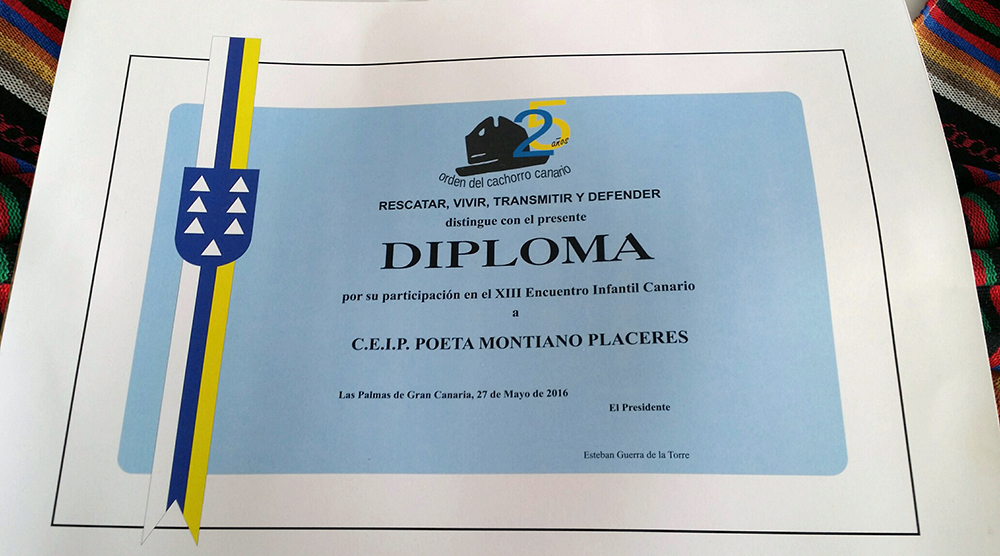 25 años
orden del cachorro canario
RESCATAR, VIVIR, TRANSMITIR Y DEFENDER
distingue con el presente
DIPLOMA
por su participación en el XIII Encuentro Infantil Canario
a
C.E.I.P. POETA MONTIANO PLACERES
Las Palmas de Gran Canaria, 27 de Mayo de 2016
El Presidente
Esteban Guerra de la Torre